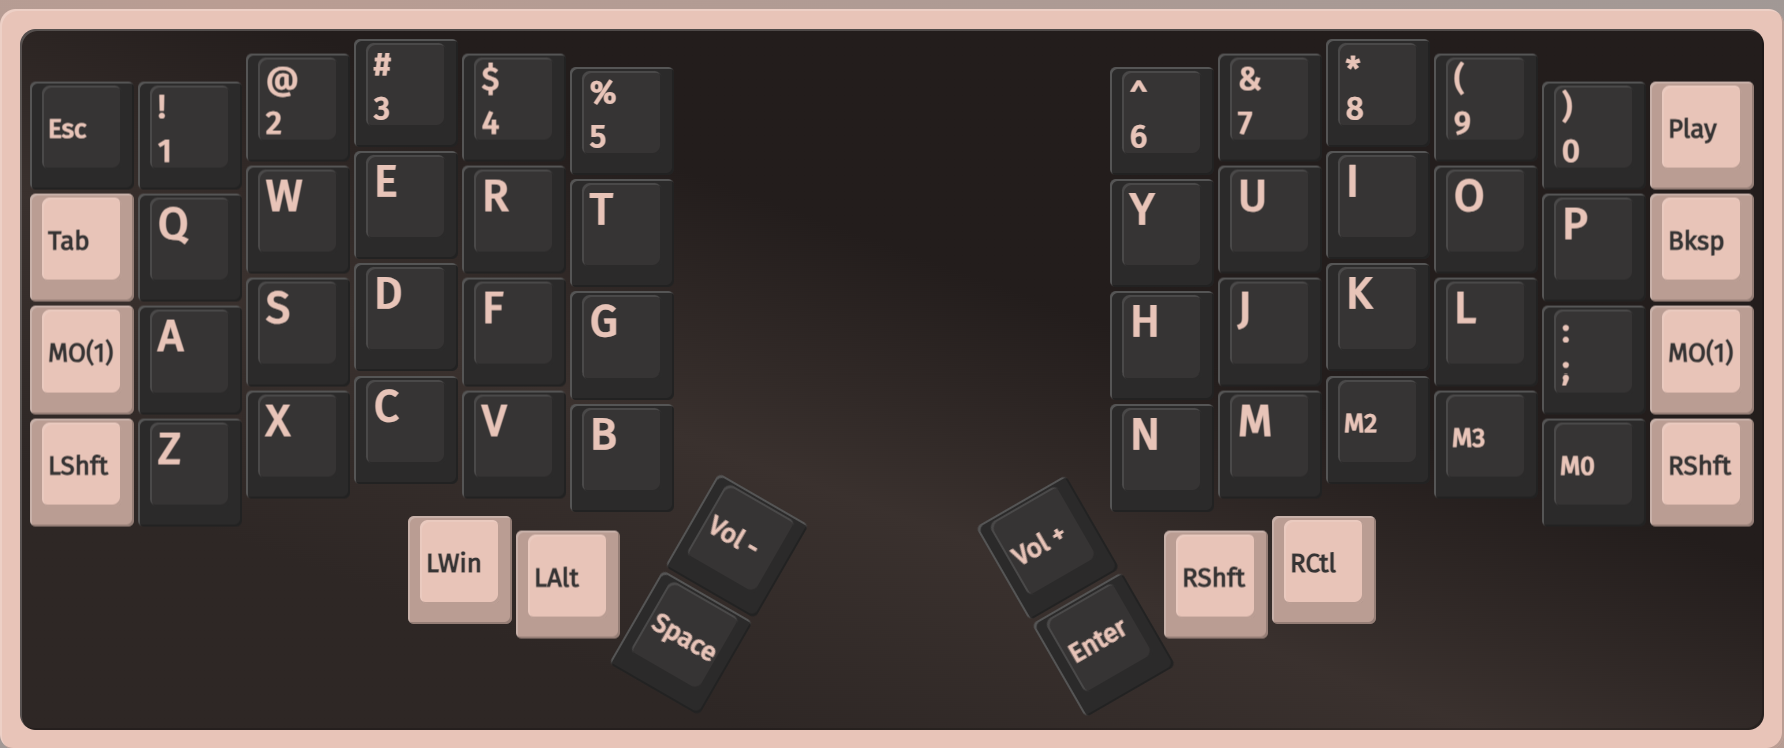 Esc ! 1 @ 2 # 3 $ 4 % 5 ^ 6 & 7 * 8 ( 9 ) 0 Play
Tab Q W E R T Y U I O P Bksp
MO(1) A S D F G H J K L : ; MO(1)
LShft Z X C V B N M M2 M3 M0 RShft
LWin LAlt Vol - Vol + RShft RCtl
Space Enter